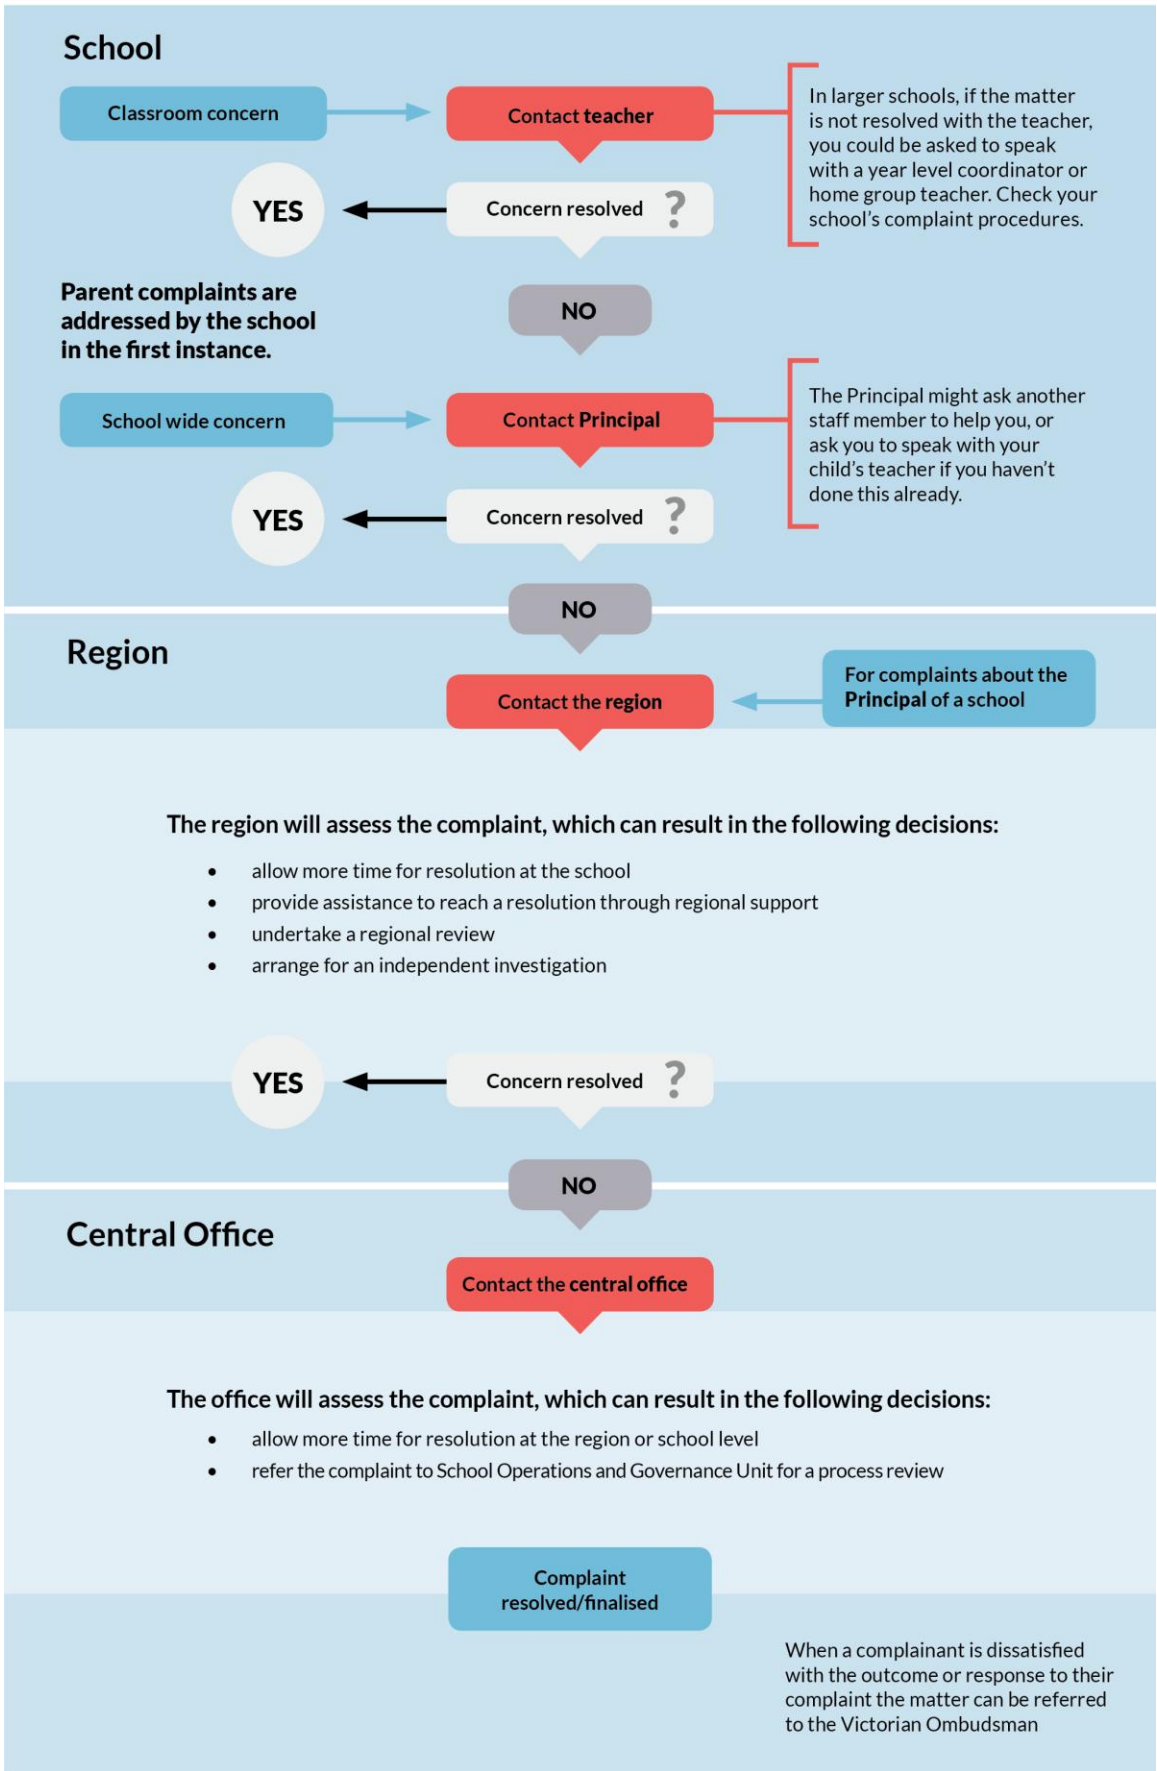 School
Classroom concern
Contact teacher
In larger schools, if the matter
is not resolved with the teacher,
you could be asked to speak
with a year level coordinator or
home group teacher. Check your
school’s complaint procedures.
YES
Concern resolved ?
Parent complaints are
addressed by the school
in the first instance.
NO
School wide concern
Contact Principal
The Principal might ask another
staff member to help you, or
ask you to speak with your
child’s teacher if you haven’t
done this already.
YES
Concern resolved ?
NO
Region
Contact the region
For complaints about the
Principal of a school
The region will assess the complaint, which can result in the following decisions:
• allow more time for resolution at the school
• provide assistance to reach a resolution through regional support
• undertake a regional review
• arrange for an independent investigation
YES
Concern resolved ?
NO
Central Office
Contact the central office
The office will assess the complaint, which can result in the following decisions:
• allow more time for resolution at the region or school level
• refer the complaint to School Operations and Governance Unit for a process review
Complaint
resolved/finalised
When a complainant is dissatisfied
with the outcome or response to their
complaint the matter can be referred
to the Victorian Ombudsman